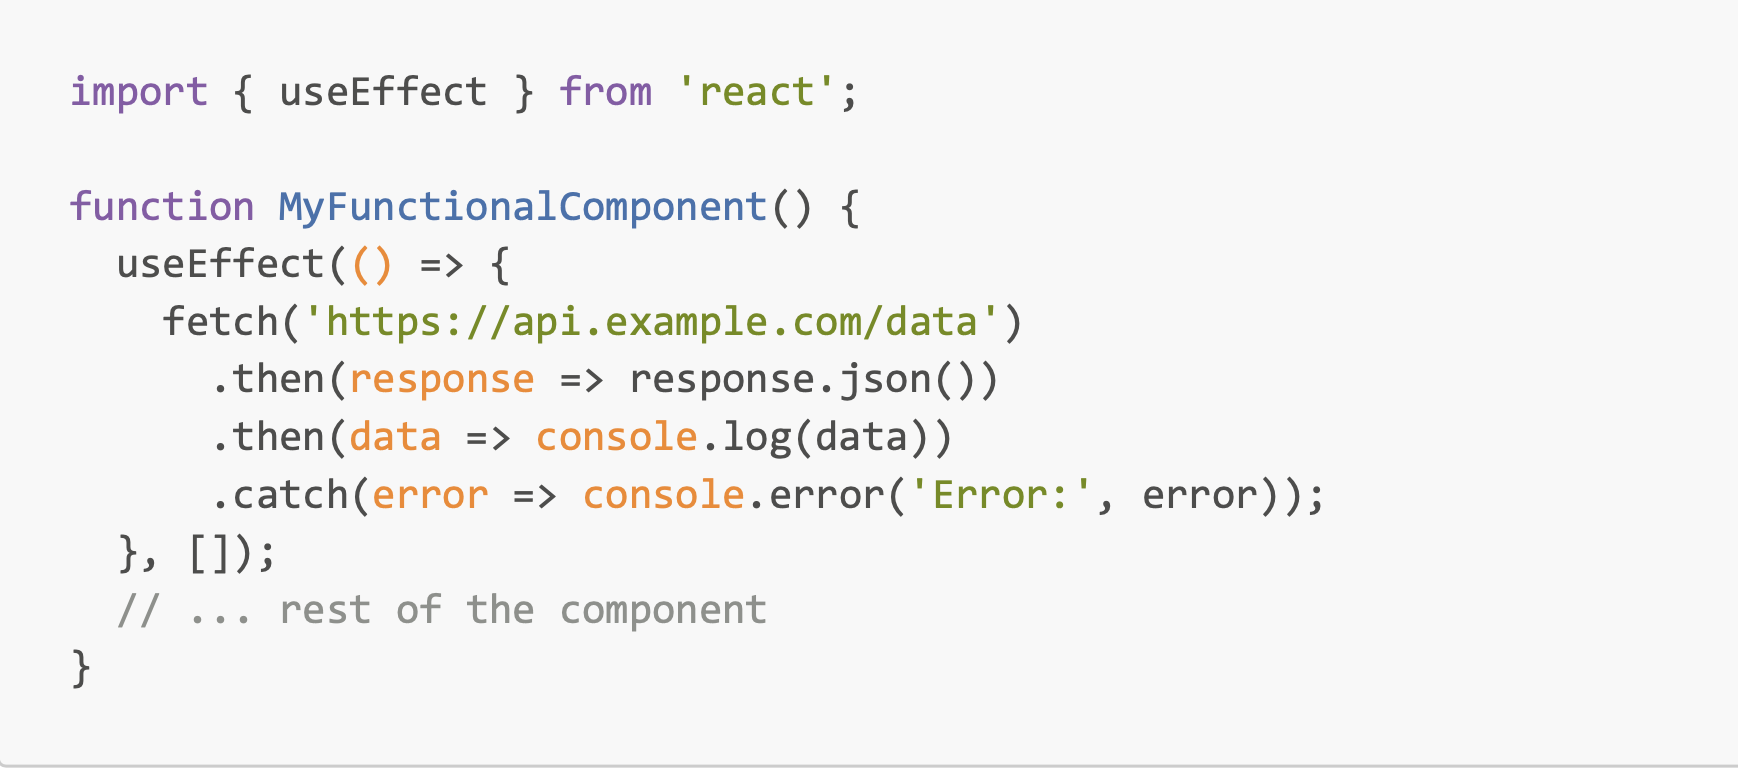 import { useEffect } from 'react';

function MyFunctionalComponent() {
  useEffect(() => {
    fetch('https://api.example.com/data')
      .then(response => response.json())
      .then(data => console.log(data))
      .catch(error => console.error('Error:', error));
  }, []);
  // ... rest of the component
}